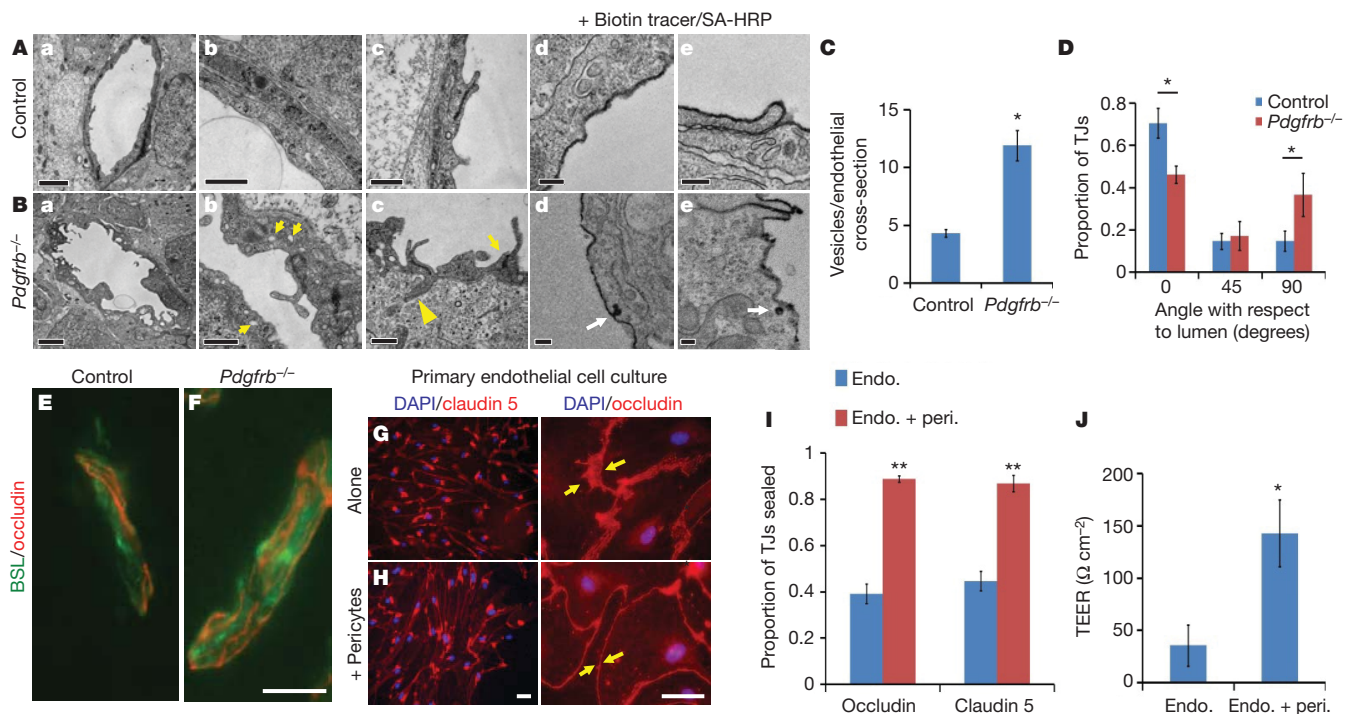 + Biotin tracer/SA-HRP
A
Control
a
b
c
d
e
B
Pdgfrb–/–
a
b
c
d
e
C
Vesicles/endothelial
cross-section
15
10
5
0
*
Control
Pdgfrb–/–
D
Proportion of TJs
0.8
0.6
0.4
0.2
0
*
*
Control
Pdgfrb–/–
0
45
90
Angle with respect
to lumen (degrees)
Control
Pdgfrb–/–
BSL/occludin
E
F
Primary endothelial cell culture
DAPI/claudin 5
DAPI/occludin
Alone
G
+ Pericytes
H
Endo.
Endo. + peri.
I
Proportion of TJs sealed
1
0.8
0.6
0.4
0.2
0
**
**
Occludin
Claudin 5
J
TEER (Ω cm–2)
200
150
100
50
0
*
Endo.
Endo. + peri.